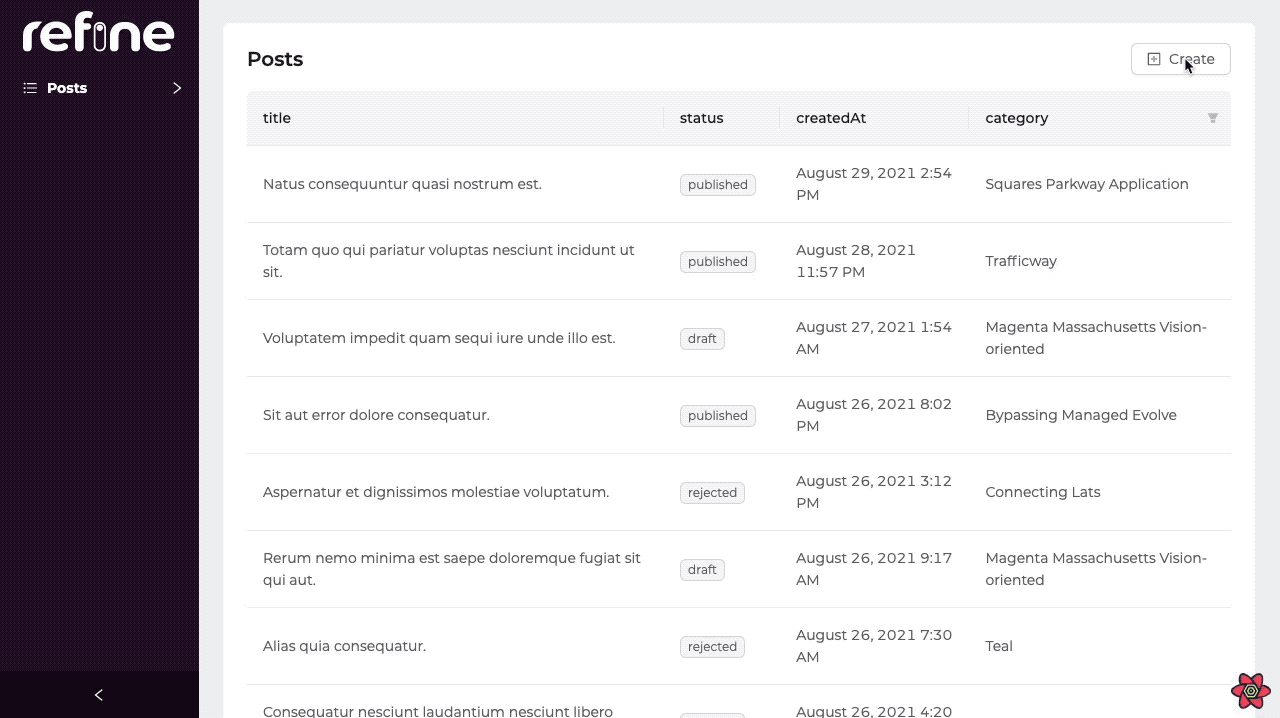 refine
Posts
Posts
Create
title status createdAt category
Natus consequuntur quasi nostrum est. published August 29, 2021 2:54 PM Squares Parkway Application
Totam quo qui pariatur voluptas nesciunt incidunt ut sit. published August 28, 2021 11:57 PM Trafficway
Voluptatem impedit quam sequi iure unde illo est. draft August 27, 2021 1:54 AM Magenta Massachusetts Vision-oriented
Sit aut error dolore consequatur. published August 26, 2021 8:02 PM Bypassing Managed Evolve
Aspernatur et dignissimos molestiae voluptatum. rejected August 26, 2021 3:12 PM Connecting Lats
Rerum nemo minima est saepe doloremque fugiat sit qui aut. draft August 26, 2021 9:17 AM Magenta Massachusetts Vision-oriented
Alias quia consequatur. rejected August 26, 2021 7:30 AM Teal
Consequatur nesciunt laudantium nesciunt libero August 26, 2021 4:20